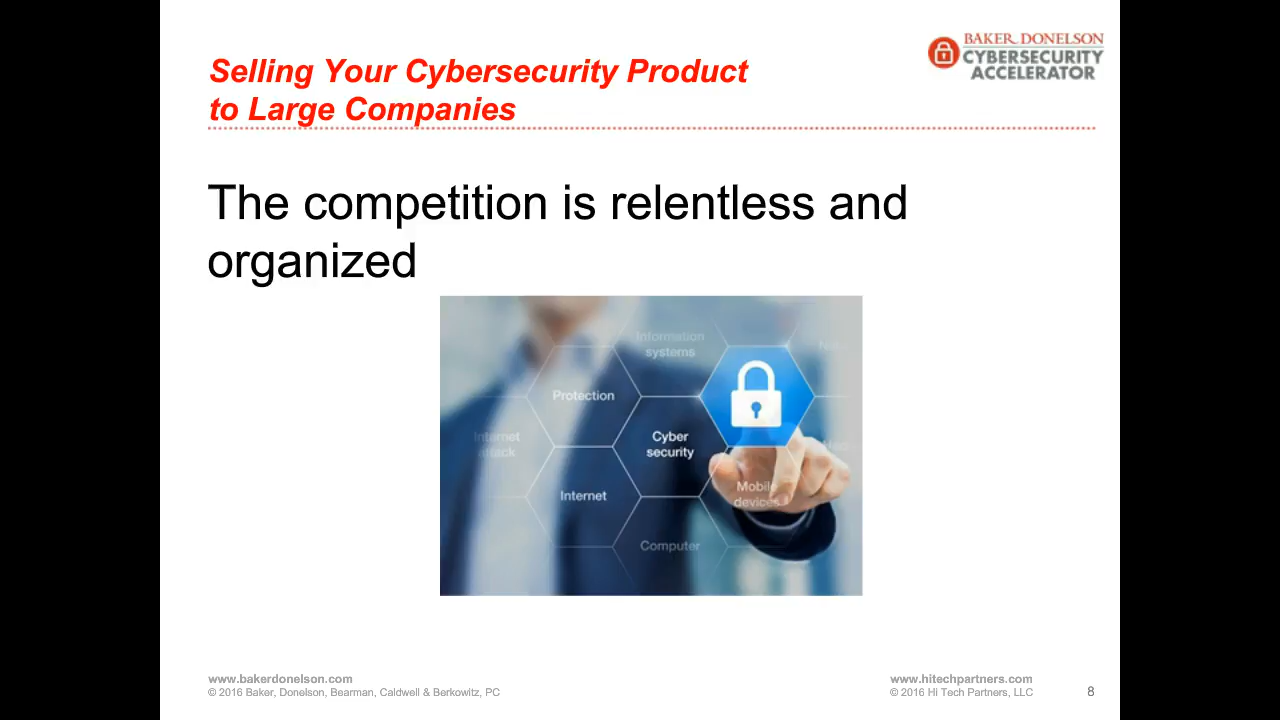 Selling Your Cybersecurity Product
to Large Companies
BAKER DONELSON
CYBERSECURITY
ACCELERATOR
The competition is relentless and
organized
Information
systems
Protection
Internet
attack
Cyber
security
Internet
Mobile
devices
Computer
www.bakerdonelson.com
© 2016 Baker, Donelson, Bearman, Caldwell & Berkowitz, PC
www.hitechpartners.com
© 2016 Hi Tech Partners, LLC
8